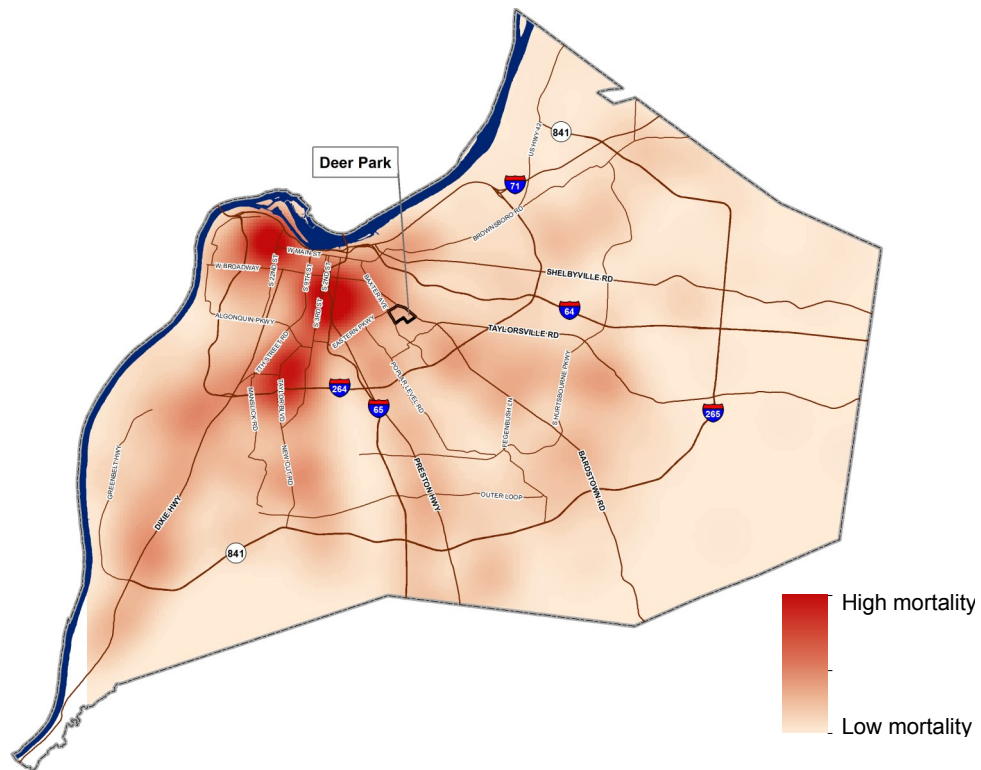 841
US HWY 42
Deer Park
71
BROWNSBORO RD
W MAIN ST
W BROADWAY
S 22ND ST
S 9TH ST
S 2ND ST
SHELBYVILLE RD
BAXTER AVE
S 3RD ST
64
ALGONQUIN PKWY
EASTERN PKWY
TAYLORSVILLE RD
7TH STREET RD
264
65
POPLAR LEVEL RD
S HURTSBOURNE PKWY
265
MANSLICK RD
TAYLOR BLVD
FEGENBUSH LN
GREENBELT HWY
NEW CUT RD
PRESTON HWY
BARDSTOWN RD
DIXIE HWY
OUTER LOOP
841
High mortality
Low mortality